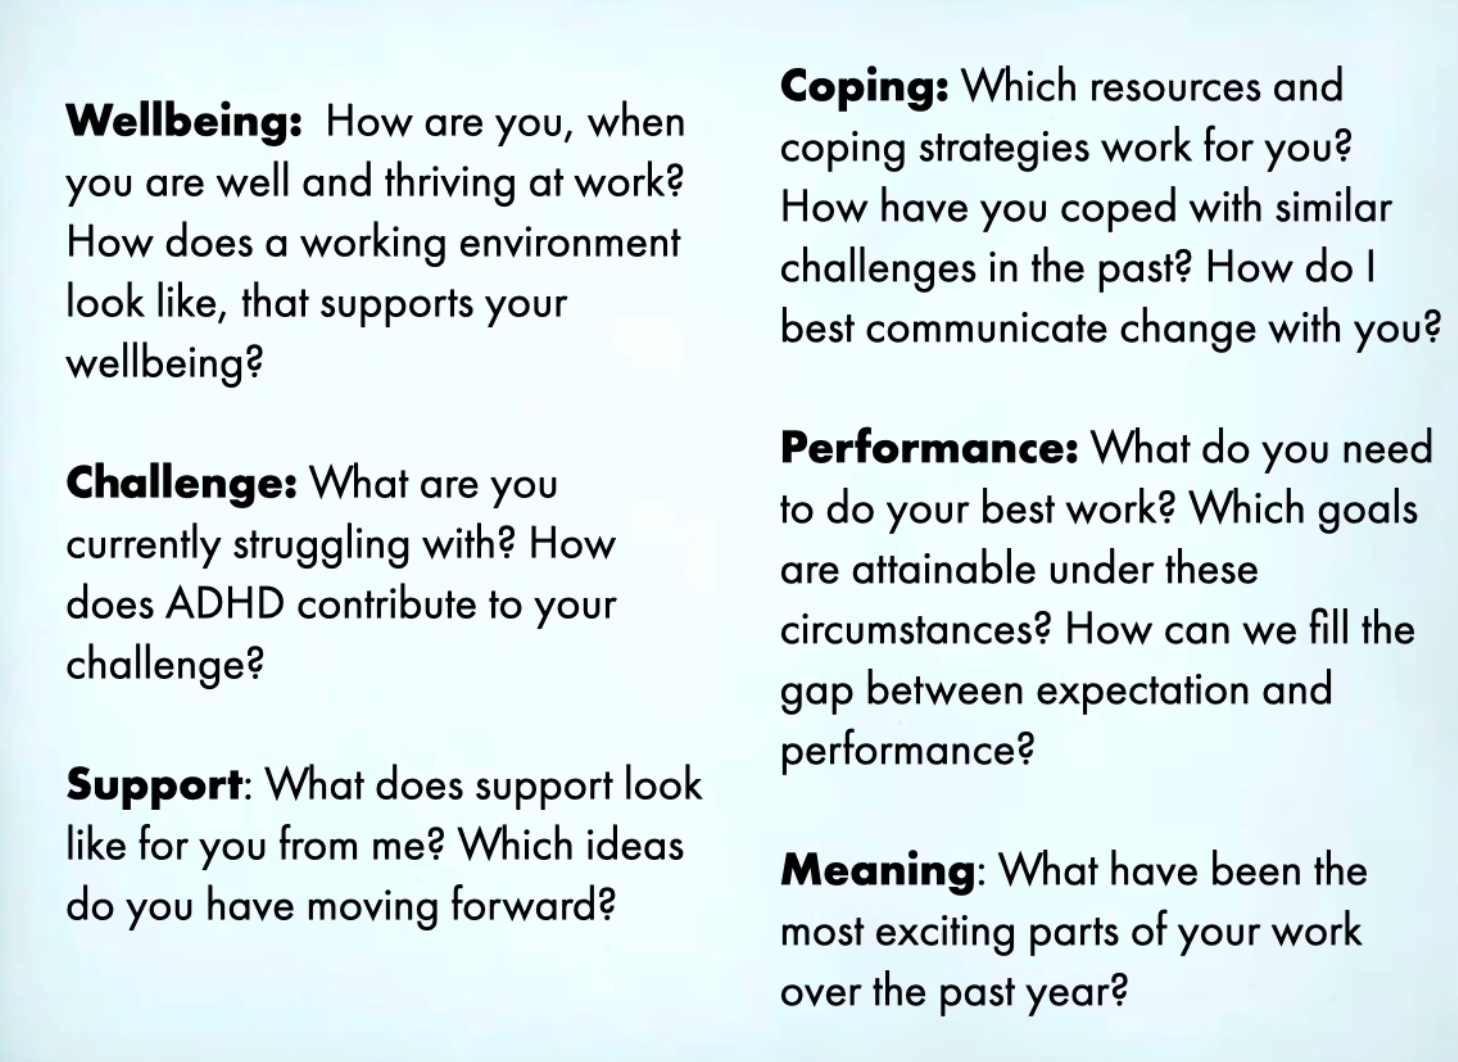 Wellbeing:  How are you, when
you are well and thriving at work?
How does a working environment
look like, that supports your
wellbeing?
Challenge: What are you
currently struggling with? How
does ADHD contribute to your
challenge?
Support: What does support look
like for you from me? Which ideas
do you have moving forward?
Coping: Which resources and
coping strategies work for you?
How have you coped with similar
challenges in the past? How do I
best communicate change with you?
Performance: What do you need
to do your best work? Which goals
are attainable under these
circumstances? How can we fill the
gap between expectation and
performance?
Meaning: What have been the
most exciting parts of your work
over the past year?